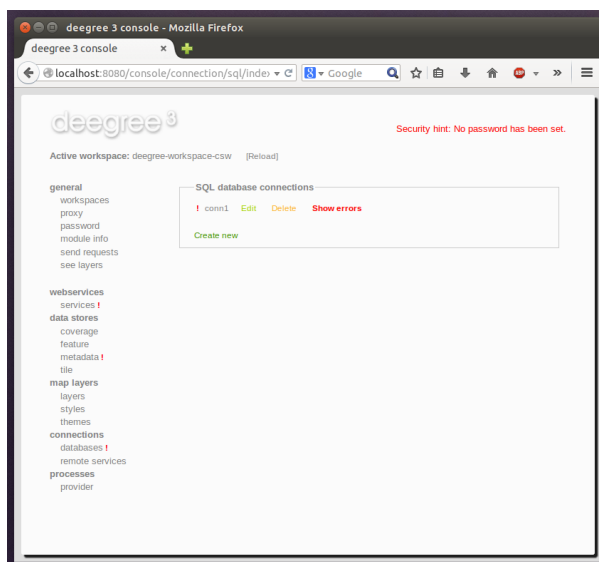 deegree 3 console - Mozilla Firefox
deegree 3 console ×
localhost:8080/console/connection/sql/inde
Google
ABP
deegree 3
Security hint: No password has been set.
Active workspace: deegree-workspace-csw [Reload]
general
workspaces
proxy
password
module info
send requests
see layers
webservices
services !
data stores
coverage
feature
metadata !
tile
map layers
layers
styles
themes
connections
databases !
remote services
processes
provider
SQL database connections
! conn1 Edit Delete Show errors
Create new